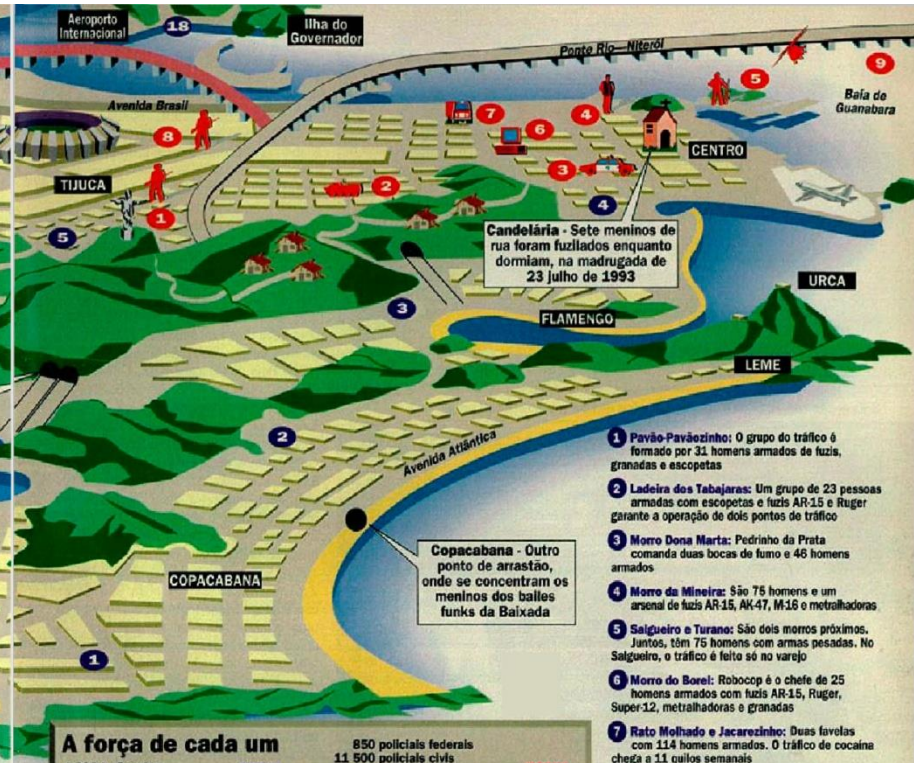 Aeroporto
Internacional
18
Ilha do
Governador
Ponte Rio—Niterói
9
5
Baía de
Guanabara
Avenida Brasil
7
4
8
6
CENTRO
TIJUCA
3
2
1
4
5
Candelária - Sete meninos de
rua foram fuzilados enquanto
dormiam, na madrugada de
23 julho de 1993
URCA
3
FLAMENGO
LEME
2
Avenida Atlântica
Copacabana - Outro
ponto de arrastão,
onde se concentram os
meninos dos bailes
funks da Baixada
COPACABANA
1
1 Pavão-Pavãozinho: O grupo do tráfico é
formado por 31 homens armados de fuzis,
granadas e escopetas
2 Ladeira dos Tabajaras: Um grupo de 23 pessoas
armadas com escopetas e fuzis AR-15 e Ruger
garante a operação de dois pontos de tráfico
3 Morro Dona Marta: Pedrinho da Prata
comanda duas bocas de fumo e 46 homens
armados
4 Morro da Mineira: São 75 homens e um
arsenal de fuzis AR-15, AK-47, M-16 e metralhadoras
5 Salgueiro e Turano: São dois morros próximos.
Juntos, têm 75 homens com armas pesadas. No
Salgueiro, o tráfico é feito só no varejo
6 Morro do Borel: Robocop é o chefe de 25
homens armados com fuzis AR-15, Ruger,
Super-12, metralhadoras e granadas
7 Rato Molhado e Jacarezinho: Duas favelas
com 114 homens armados. O tráfico de cocaína
chega a 11 quilos semanais
A força de cada um
850 policiais federais
11 500 policiais civis